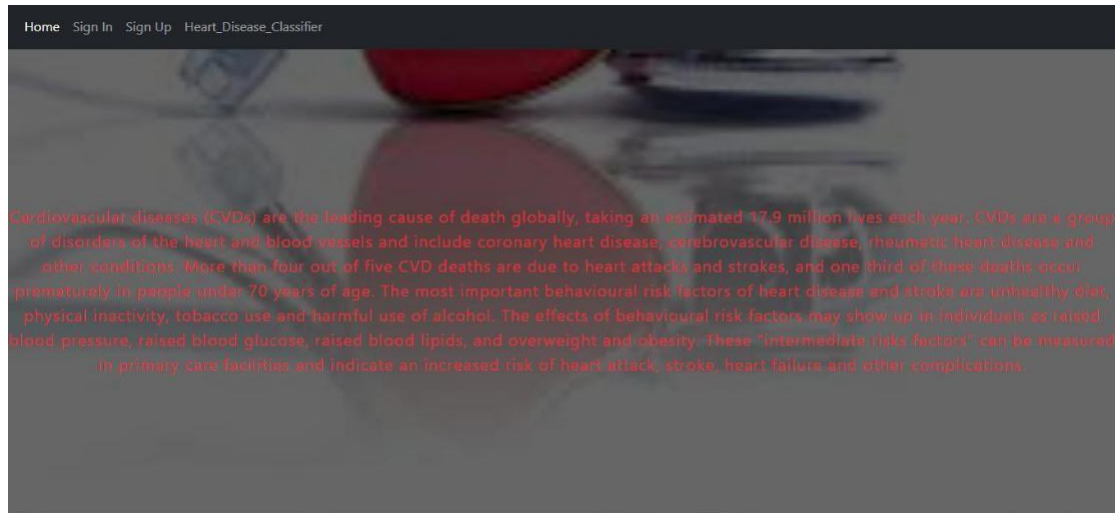 Home Sign In Sign Up Heart_Disease_Classifier
Cardiovascular diseases (CVDs) are the leading cause of death globally, taking an estimated 17.9 million lives each year. CVDs are a group
of disorders of the heart and blood vessels and include coronary heart disease, cerebrovascular disease, rheumatic heart disease and
other conditions. More than four out of five CVD deaths are due to heart attacks and strokes, and one third of these deaths occur
prematurely in people under 70 years of age. The most important behavioural risk factors of heart disease and stroke are unhealthy diet,
physical inactivity, tobacco use and harmful use of alcohol. The effects of behavioural risk factors may show up in individuals as raised
blood pressure, raised blood glucose, raised blood lipids, and overweight and obesity. These "intermediate risks factors" can be measured
in primary care facilities and indicate an increased risk of heart attack, stroke, heart failure and other complications.